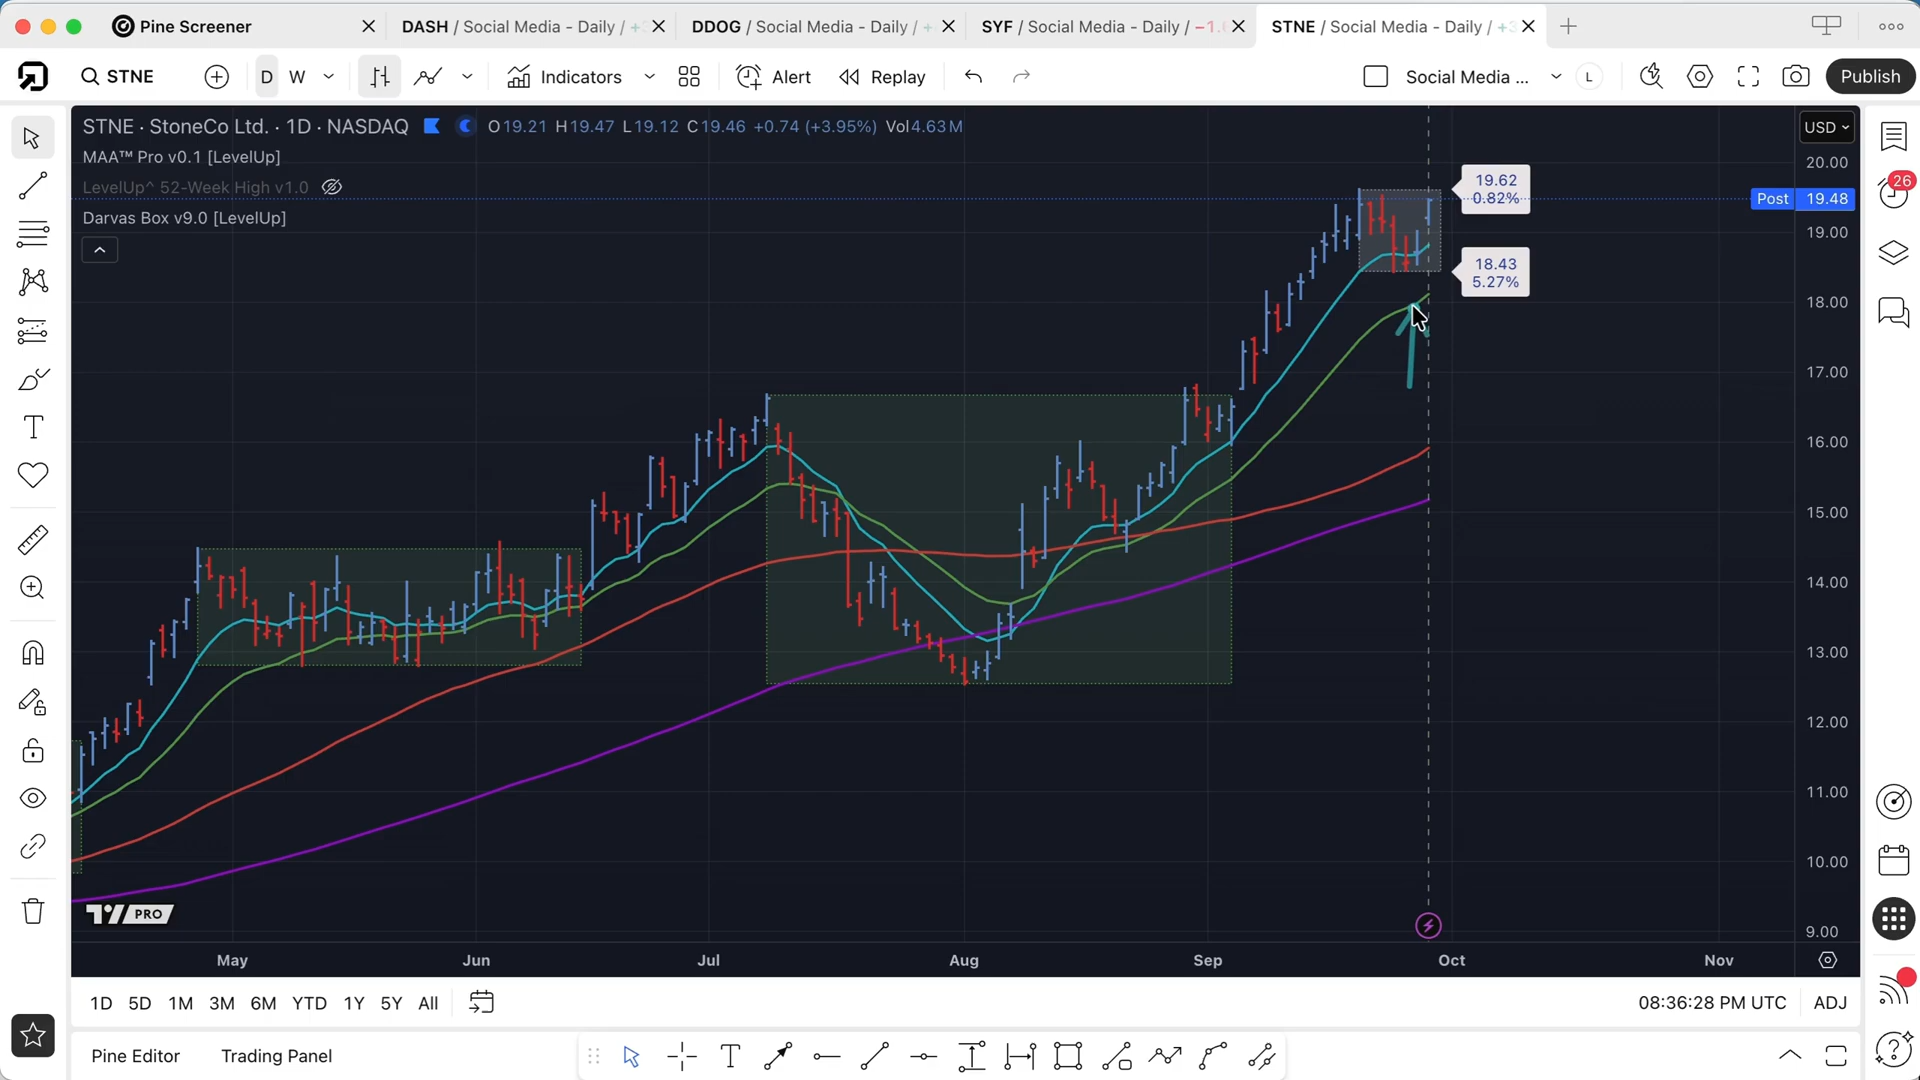 Pine Screener
DASH / Social Media - Daily / +
DDOG / Social Media - Daily / +
SYF / Social Media - Daily / −1.
STNE / Social Media - Daily / +3
STNE
D
W
Indicators
Alert
Replay
Social Media ...
L
Publish
STNE · StoneCo Ltd. · 1D · NASDAQ
O19.21 H19.47 L19.12 C19.46 +0.74 (+3.95%) Vol4.63M
USD
MAA™ Pro v0.1 [LevelUp]
LevelUp^ 52-Week High v1.0
Darvas Box v9.0 [LevelUp]
19.62
0.82%
18.43
5.27%
20.00
Post 19.48
19.00
18.00
17.00
16.00
15.00
14.00
13.00
12.00
11.00
10.00
9.00
26
PRO
May Jun Jul Aug Sep Oct Nov
1D 5D 1M 3M 6M YTD 1Y 5Y All
08:36:28 PM UTC
ADJ
Pine Editor
Trading Panel